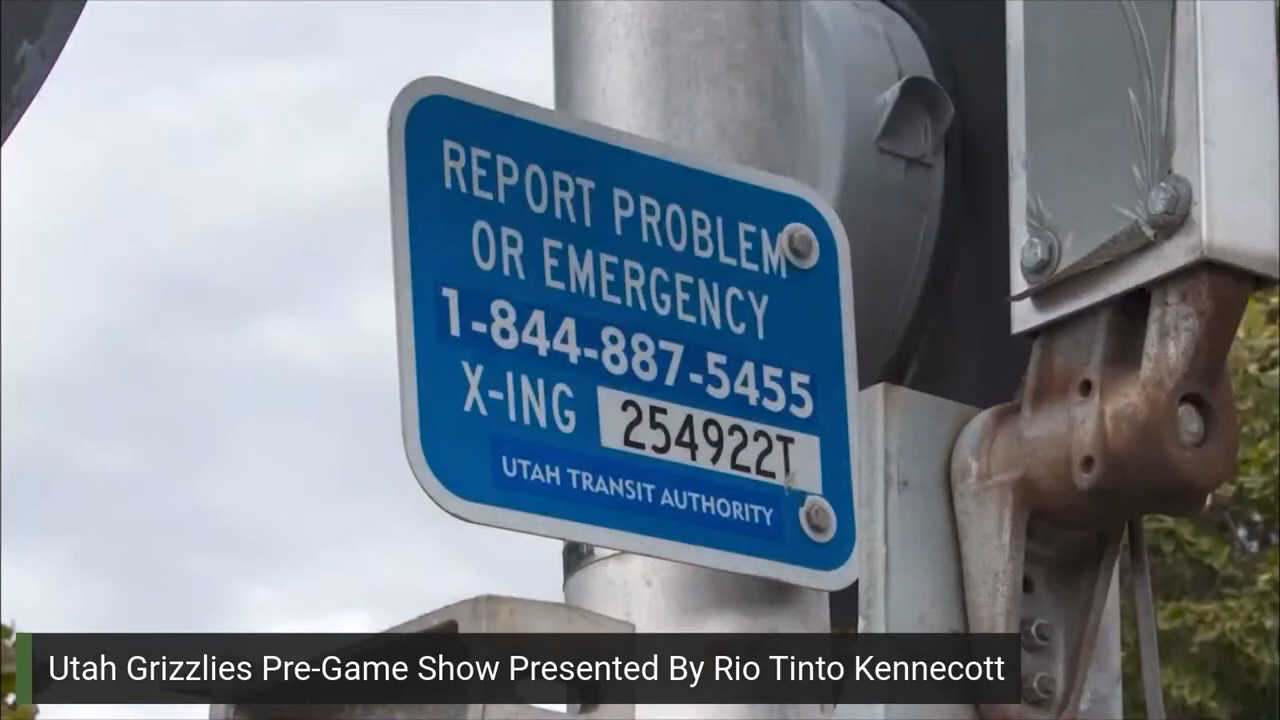 REPORT PROBLEM
OR EMERGENCY
1-844-887-5455
X-ING 254922T
UTAH TRANSIT AUTHORITY
Utah Grizzlies Pre-Game Show Presented By Rio Tinto Kennecott